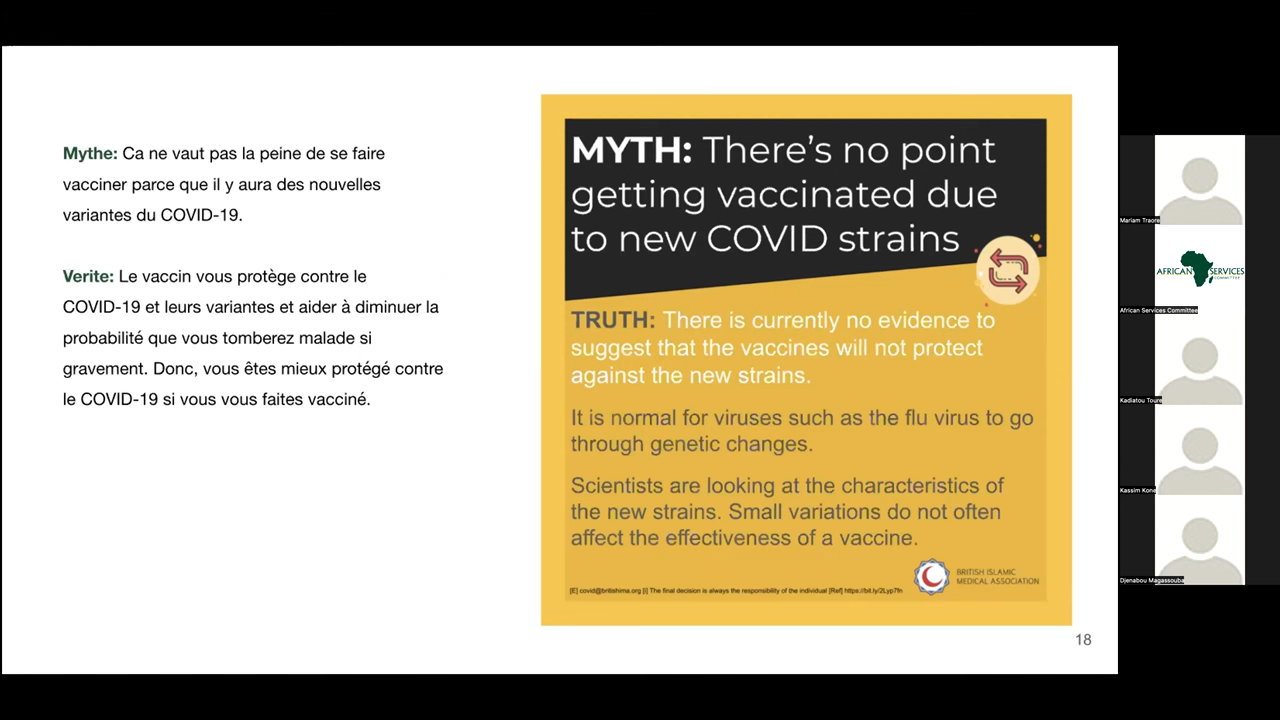 Mythe: Ca ne vaut pas la peine de se faire
vacciner parce que il y aura des nouvelles
variantes du COVID-19.
Verite: Le vaccin vous protège contre le
COVID-19 et leurs variantes et aider à diminuer la
probabilité que vous tomberez malade si
gravement. Donc, vous êtes mieux protégé contre
le COVID-19 si vous vous faites vacciné.
MYTH: There's no point
getting vaccinated due
to new COVID strains
TRUTH: There is currently no evidence to
suggest that the vaccines will not protect
against the new strains.
It is normal for viruses such as the flu virus to go
through genetic changes.
Scientists are looking at the characteristics of
the new strains. Small variations do not often
affect the effectiveness of a vaccine.
BRITISH ISLAMIC
MEDICAL ASSOCIATION
[E] covid@britishima.org [i] The final decision is always the responsibility of the individual [Ref] https://bit.ly/2Lyp7fn
18
Mariam Traore
AFRICAN SERVICES
African Services Committee
Kadiatou Toure
Kassim Kone
Djenabou Magassouba